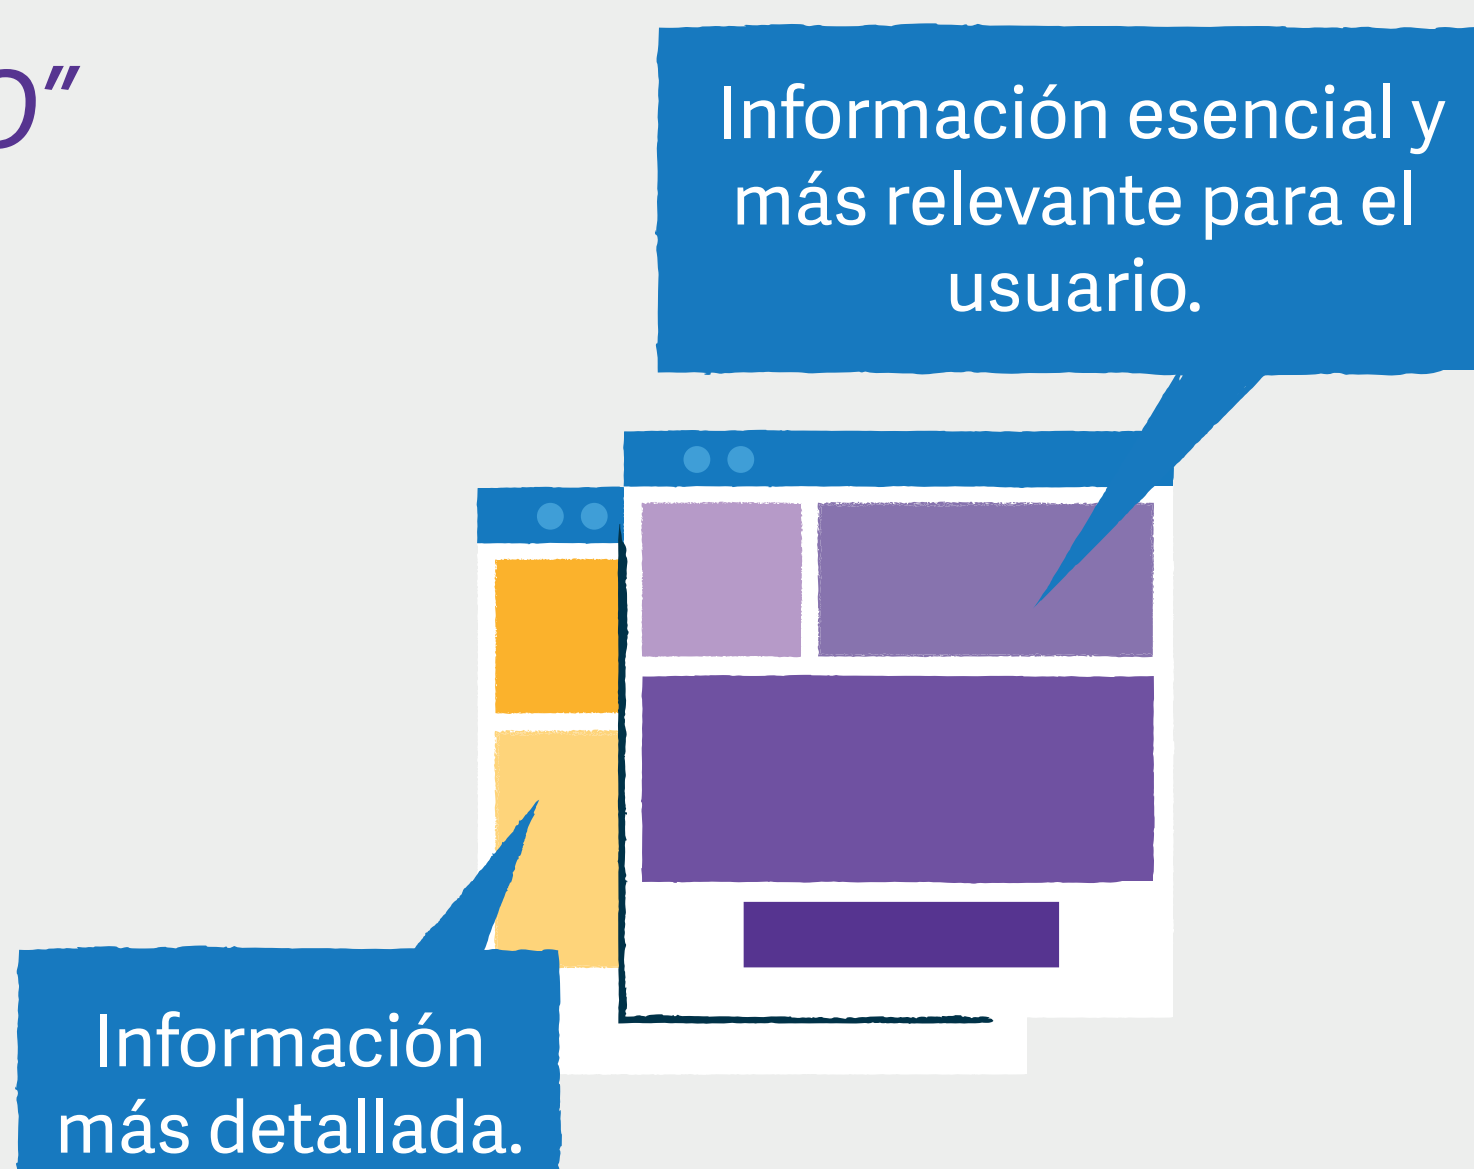 O"
Información esencial y
más relevante para el
usuario.
Información
más detallada.